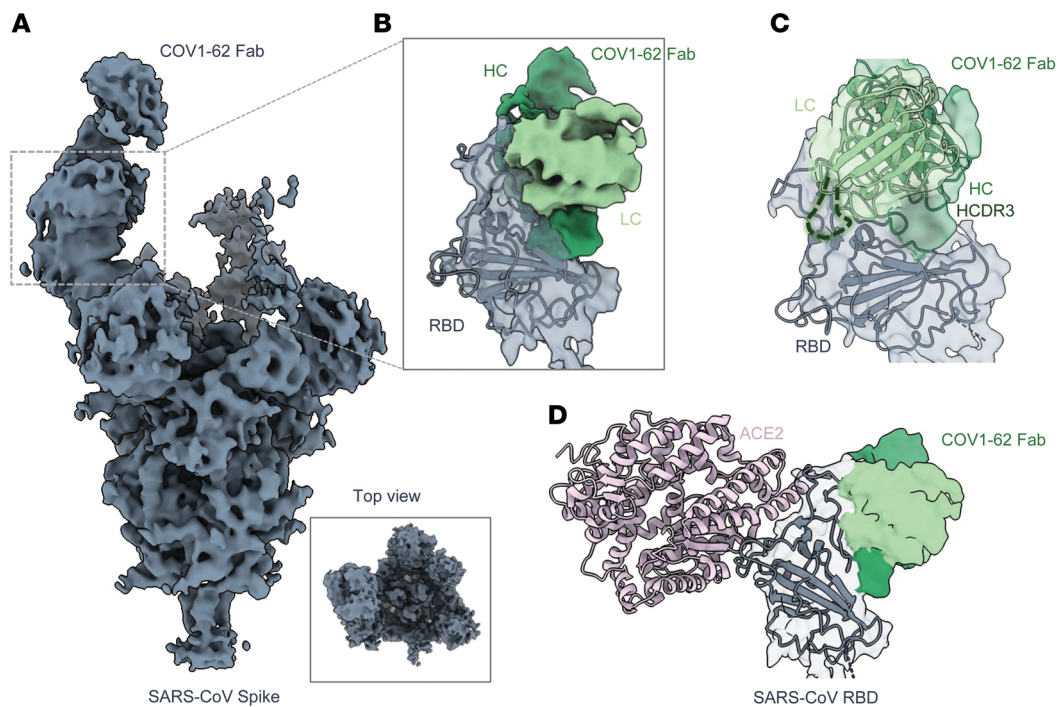 A
COV1-62 Fab
Top view
SARS-CoV Spike
B
COV1-62 Fab
HC
LC
RBD
C
COV1-62 Fab
LC
HC
HCDR3
RBD
D
ACE2
COV1-62 Fab
SARS-CoV RBD